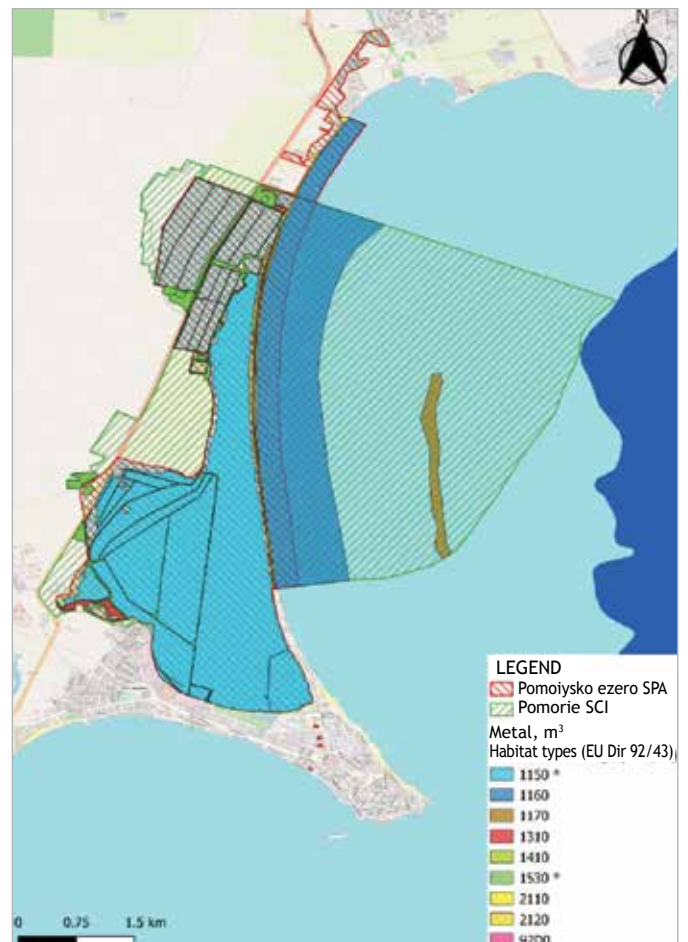 N
LEGEND
Pomoiysko ezero SPA
Pomorie SCI
Metal, m³
Habitat types (EU Dir 92/43)
1150 *
1160
1170
1310
1410
1530 *
2110
2120
92D0
0 0.75 1.5 km